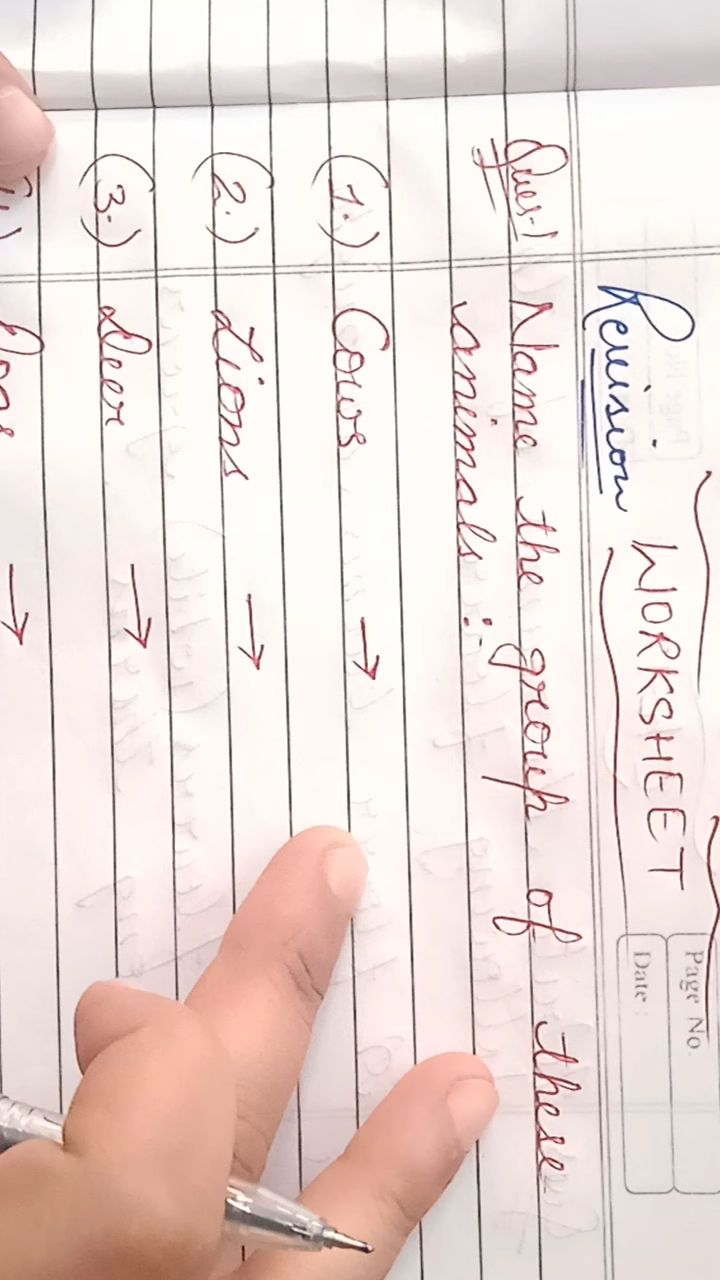 Revision WORKSHEET
Page No.
Date :
Ques-1 Name the group of these
animals :-
(1.) Cows →
(2.) Lions →
(3.) Deer →
→